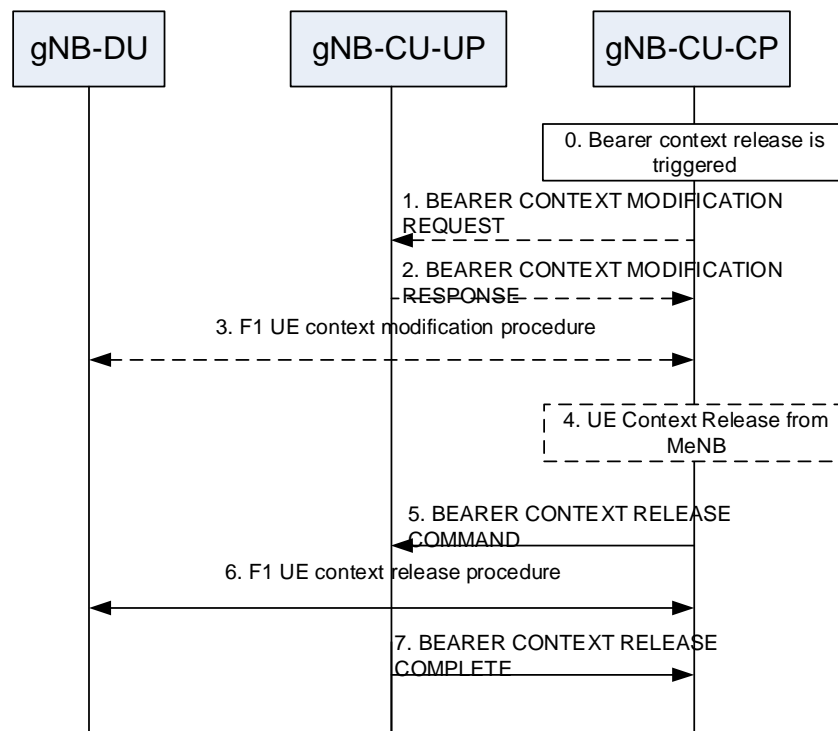 gNB-DU
gNB-CU-UP
gNB-CU-CP
0. Bearer context release is
triggered
1. BEARER CONTEXT MODIFICATION
REQUEST
2. BEARER CONTEXT MODIFICATION
RESPONSE
3. F1 UE context modification procedure
4. UE Context Release from
MeNB
5. BEARER CONTEXT RELEASE
COMMAND
6. F1 UE context release procedure
7. BEARER CONTEXT RELEASE
COMPLETE